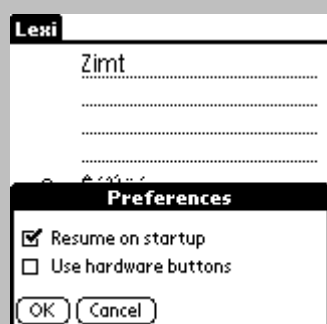 Lexi
Zimt
Preferences
Resume on startup
Use hardware buttons
OK Cancel